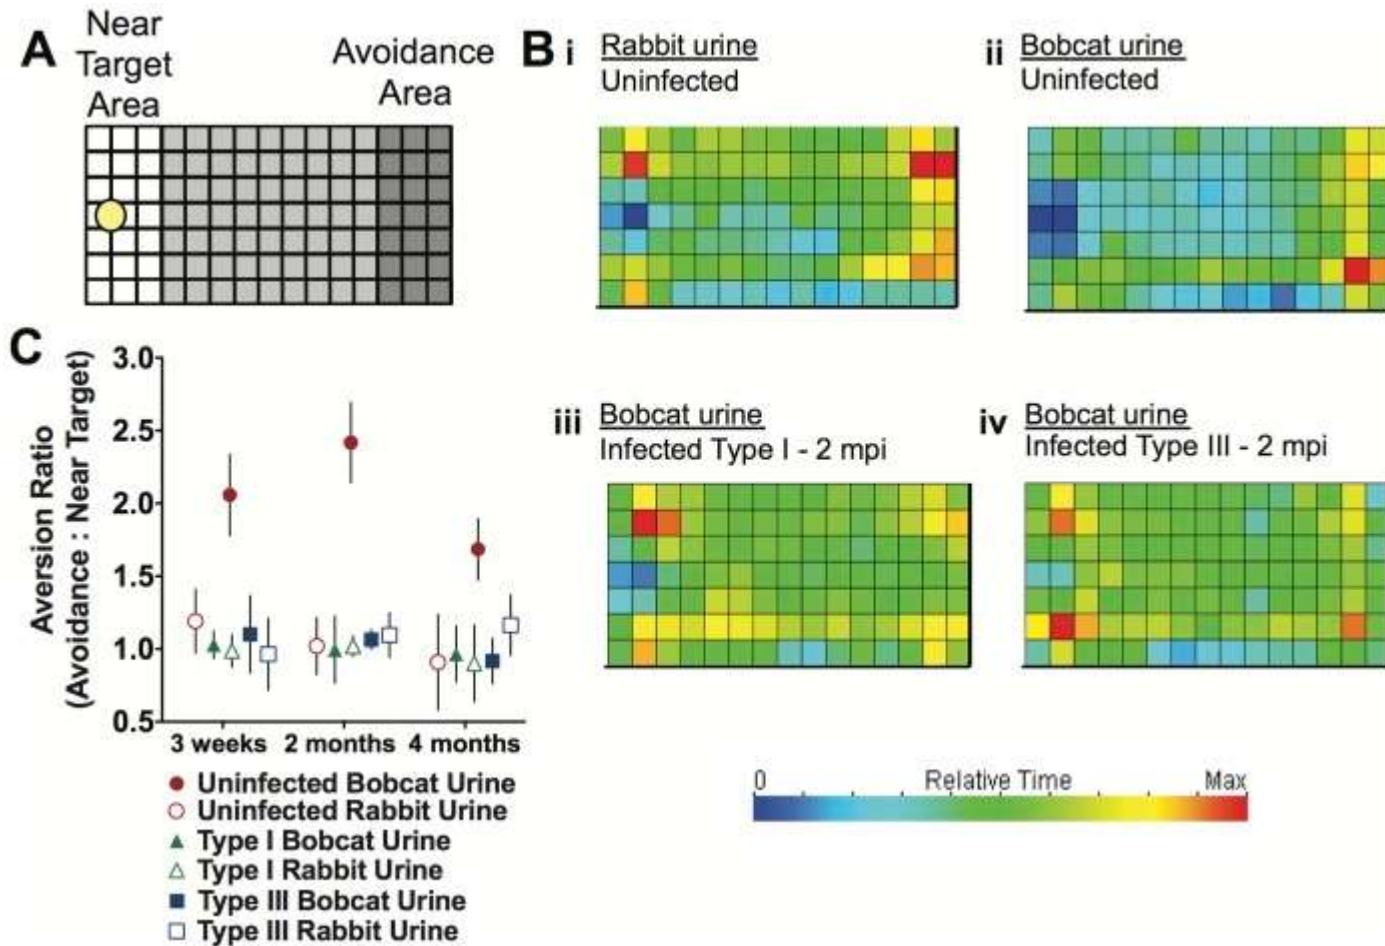 A
Near
Target
Area
Avoidance
Area
B
i
Rabbit urine
Uninfected
ii
Bobcat urine
Uninfected
C
Aversion Ratio
(Avoidance : Near Target)
3.0
2.5
2.0
1.5
1.0
0.5
3 weeks 2 months 4 months
Uninfected Bobcat Urine
Uninfected Rabbit Urine
Type I Bobcat Urine
Type I Rabbit Urine
Type III Bobcat Urine
Type III Rabbit Urine
iii
Bobcat urine
Infected Type I - 2 mpi
iv
Bobcat urine
Infected Type III - 2 mpi
0 Relative Time Max